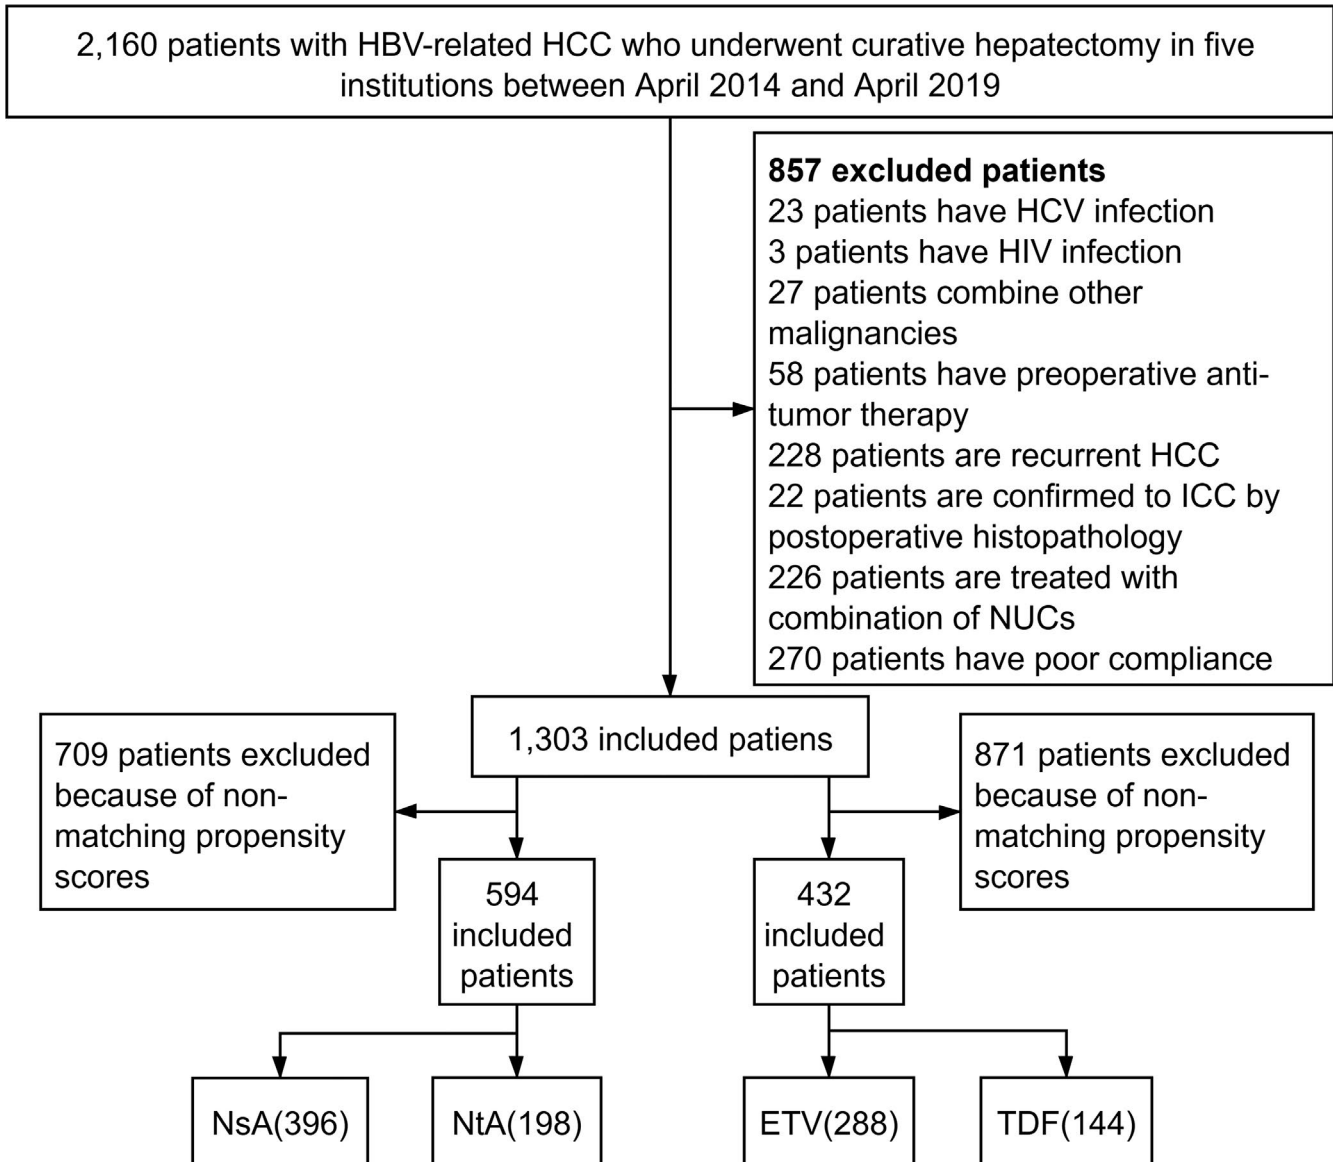 2,160 patients with HBV-related HCC who underwent curative hepatectomy in five
institutions between April 2014 and April 2019
857 excluded patients
23 patients have HCV infection
3 patients have HIV infection
27 patients combine other
malignancies
58 patients have preoperative anti-
tumor therapy
228 patients are recurrent HCC
22 patients are confirmed to ICC by
postoperative histopathology
226 patients are treated with
combination of NUCs
270 patients have poor compliance
1,303 included patiens
709 patients excluded
because of non-
matching propensity
scores
871 patients excluded
because of non-
matching propensity
scores
594
included
patients
432
included
patients
NsA(396)
NtA(198)
ETV(288)
TDF(144)